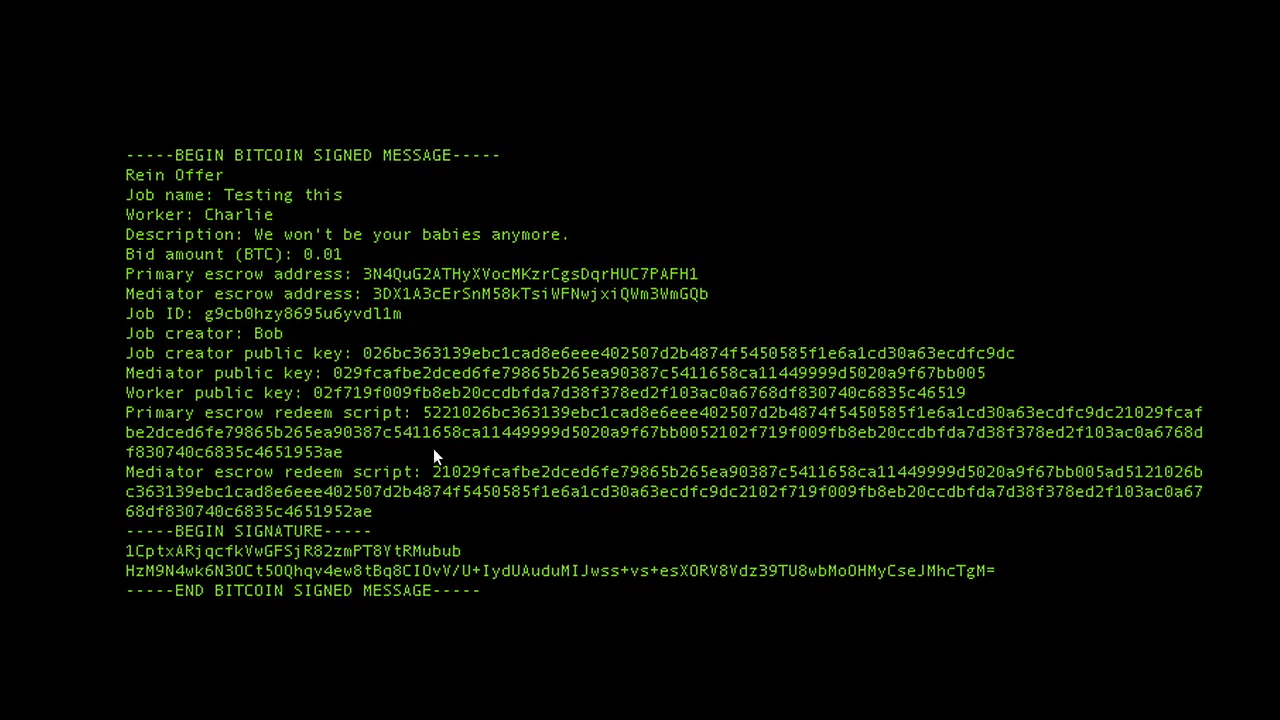 -----BEGIN BITCOIN SIGNED MESSAGE-----
Rein Offer
Job name: Testing this
Worker: Charlie
Description: We won't be your babies anymore.
Bid amount (BTC): 0.01
Primary escrow address: 3N4QuG2ATHyXVocMKzrCgsDqrHUC7PAFH1
Mediator escrow address: 3DX1A3cErSnM58kTsiWFNwjxiQWm3WmGQb
Job ID: g9cb0hzy8695u6yvdl1m
Job creator: Bob
Job creator public key: 026bc363139ebc1cad8e6eee402507d2b4874f5450585f1e6a1cd30a63ecdfc9dc
Mediator public key: 029fcafbe2dced6fe79865b265ea90387c5411658ca11449999d5020a9f67bb005
Worker public key: 02f719f009fb8eb20ccdbfda7d38f378ed2f103ac0a6768df830740c6835c46519
Primary escrow redeem script: 5221026bc363139ebc1cad8e6eee402507d2b4874f5450585f1e6a1cd30a63ecdfc9dc21029fcaf
be2dced6fe79865b265ea90387c5411658ca11449999d5020a9f67bb0052102f719f009fb8eb20ccdbfda7d38f378ed2f103ac0a6768d
f830740c6835c4651953ae
Mediator escrow redeem script: 21029fcafbe2dced6fe79865b265ea90387c5411658ca11449999d5020a9f67bb005ad5121026b
c363139ebc1cad8e6eee402507d2b4874f5450585f1e6a1cd30a63ecdfc9dc2102f719f009fb8eb20ccdbfda7d38f378ed2f103ac0a67
68df830740c6835c4651952ae
-----BEGIN SIGNATURE-----
1CptxARjqcfkVwGFSjR82zmPT8YtRMubub
HzM9N4wk6N3OCt5OQhqv4ew8tBq8CIOvV/U+IydUAuduMIJwss+vs+esXORV8Vdz39TU8wbMoOHMyCseJMhcTgM=
-----END BITCOIN SIGNED MESSAGE-----